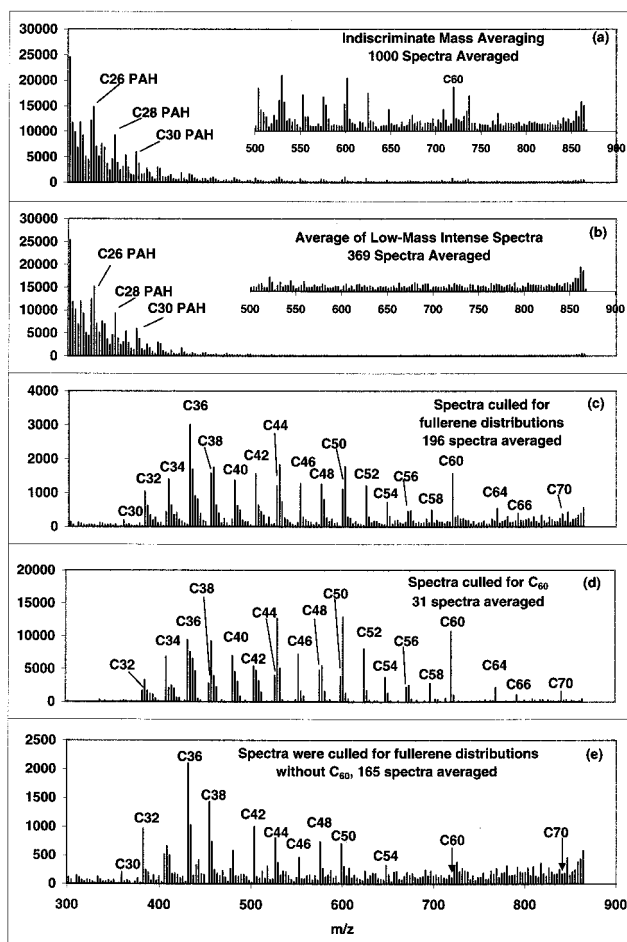 Indiscriminate Mass Averaging (a)
1000 Spectra Averaged
30000
25000
20000
15000
10000
5000
0
C26 PAH
C28 PAH
C30 PAH
C60
500 550 600 650 700 750 800 850 900
Average of Low-Mass Intense Spectra (b)
369 Spectra Averaged
30000
25000
20000
15000
10000
5000
0
C26 PAH
C28 PAH
C30 PAH
500 550 600 650 700 750 800 850 900
Spectra culled for (c)
fullerene distributions
196 spectra averaged
4000
3000
2000
1000
0
C30 C32 C34 C36 C38 C40 C42 C44 C46 C48 C50 C52 C54 C56 C58 C60 C64 C66 C70
Spectra culled for C60 (d)
31 spectra averaged
20000
15000
10000
5000
0
C32 C34 C36 C38 C40 C42 C44 C46 C48 C50 C52 C54 C56 C58 C60 C64 C66 C70
Spectra were culled for fullerene distributions (e)
without C60, 165 spectra averaged
2500
2000
1500
1000
500
0
C30 C32 C36 C38 C42 C44 C46 C48 C50 C54 C60 C70
300 400 500 600 700 800 900
m/z